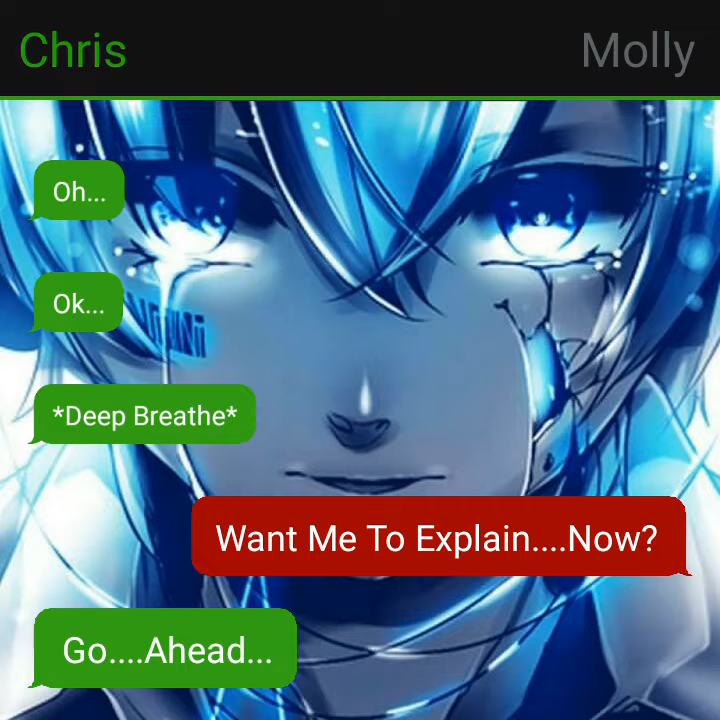 Chris Molly
Oh...
Ok...
*Deep Breathe*
Want Me To Explain....Now?
Go....Ahead...